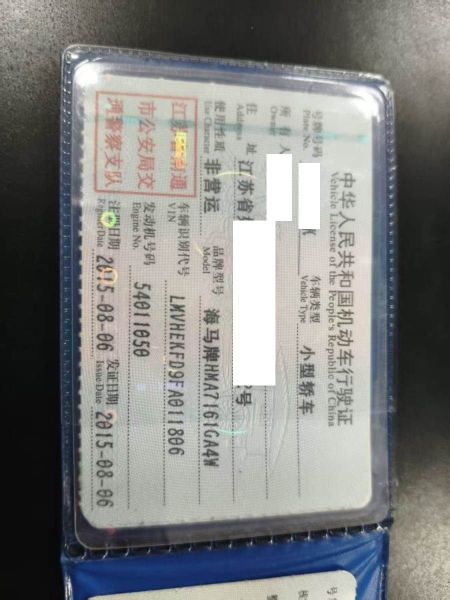 中华人民共和国机动车行驶证
Vehicle License of the People's Republic of China
号牌号码
Plate No.
车辆类型
Vehicle Type
小型轿车
所有人
Owner
住址
Address
江苏省
号
使用性质
Use Character
非营运
品牌型号
Model
海马牌HMA7161GA4W
江苏省南通
市公安局交
通警察支队
车辆识别代号
VIN
LMVHEKFD9FA011806
发动机号码
Engine No.
54011050
注册日期
Register Date
2015-08-06
发证日期
Issue Date
2015-08-06
号